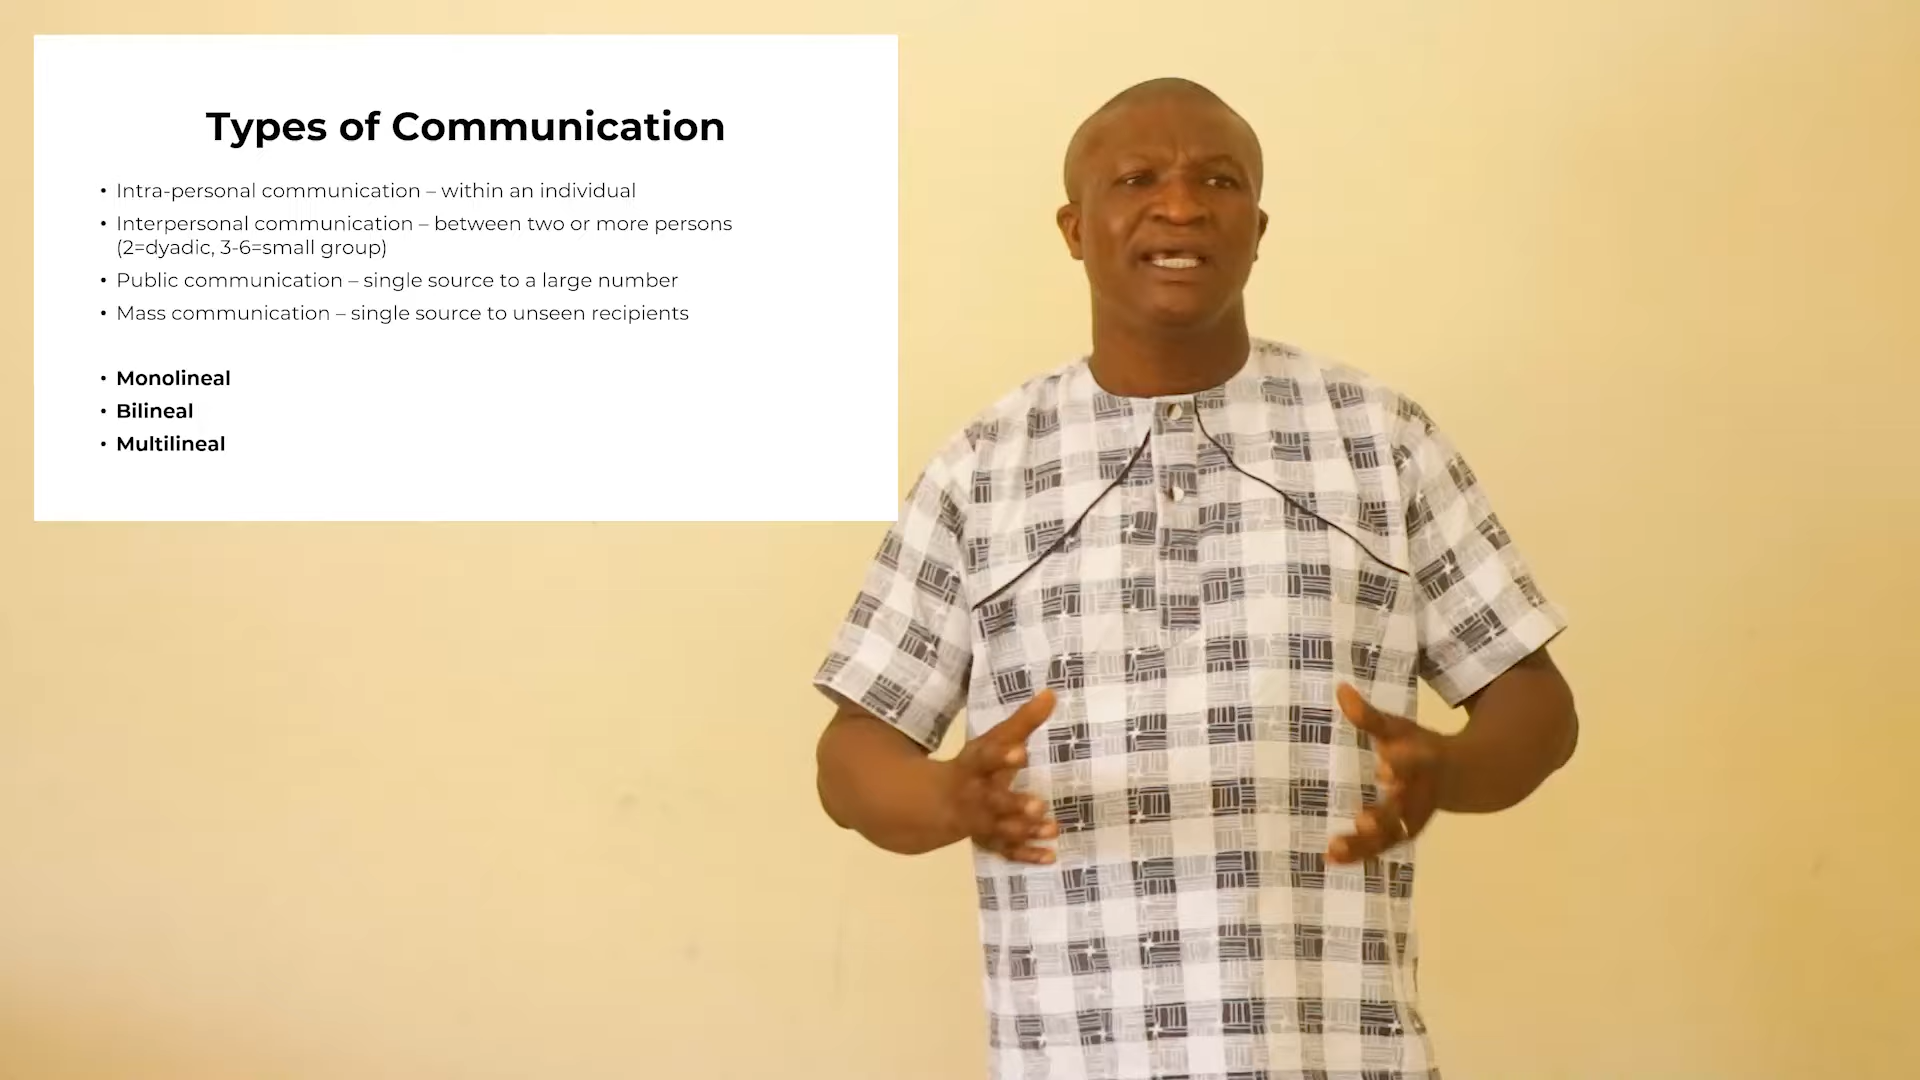 Types of Communication
• Intra-personal communication – within an individual
• Interpersonal communication – between two or more persons
(2=dyadic, 3-6=small group)
• Public communication – single source to a large number
• Mass communication – single source to unseen recipients
• Monolineal
• Bilineal
• Multilineal